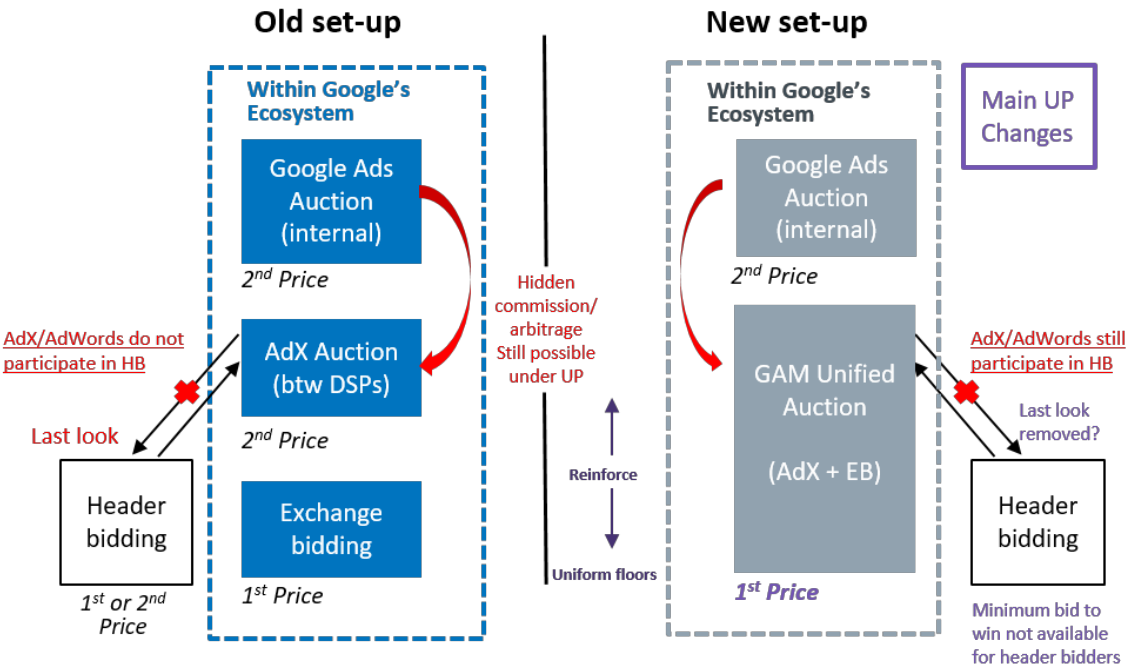 Old set-up
New set-up
Within Google's
Ecosystem
Google Ads
Auction
(internal)
2nd Price
AdX/AdWords do not
participate in HB
AdX Auction
(btw DSPs)
2nd Price
Last look
Header
bidding
1st or 2nd
Price
Exchange
bidding
1st Price
Hidden
commission/
arbitrage
Still possible
under UP
Reinforce
Uniform floors
Within Google's
Ecosystem
Google Ads
Auction
(internal)
2nd Price
GAM Unified
Auction
(AdX + EB)
1st Price
Main UP
Changes
AdX/AdWords still
participate in HB
Last look
removed?
Header
bidding
Minimum bid to
win not available
for header bidders